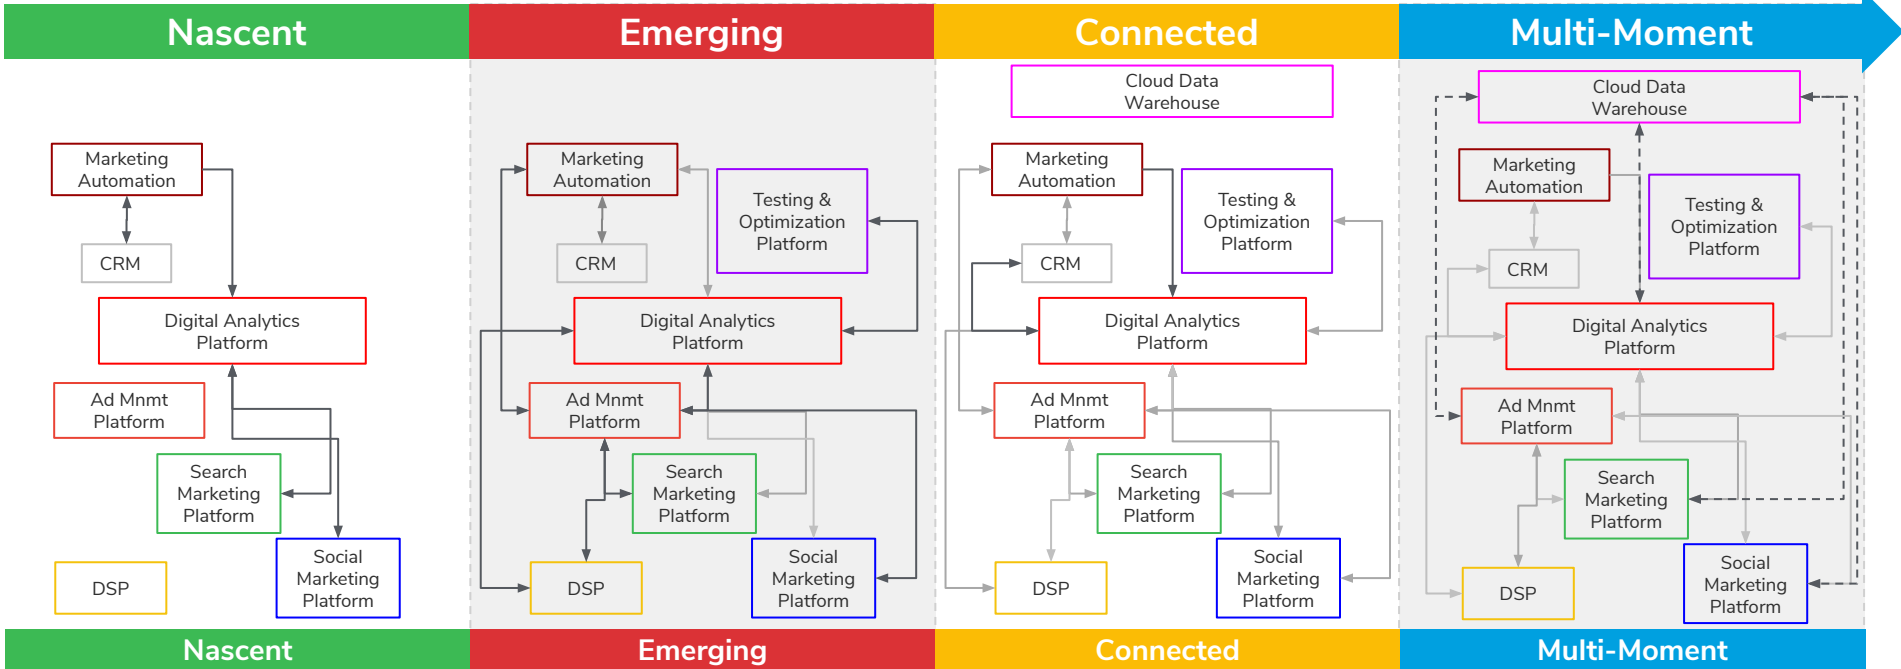 Nascent
Emerging
Connected
Multi-Moment
Marketing
Automation
CRM
Digital Analytics
Platform
Ad Mnmt
Platform
Search
Marketing
Platform
Social
Marketing
Platform
DSP
Marketing
Automation
Testing &
Optimization
Platform
CRM
Digital Analytics
Platform
Ad Mnmt
Platform
Search
Marketing
Platform
Social
Marketing
Platform
DSP
Cloud Data
Warehouse
Marketing
Automation
Testing &
Optimization
Platform
CRM
Digital Analytics
Platform
Ad Mnmt
Platform
Search
Marketing
Platform
Social
Marketing
Platform
DSP
Cloud Data
Warehouse
Marketing
Automation
Testing &
Optimization
Platform
CRM
Digital Analytics
Platform
Ad Mnmt
Platform
Search
Marketing
Platform
Social
Marketing
Platform
DSP
Nascent
Emerging
Connected
Multi-Moment